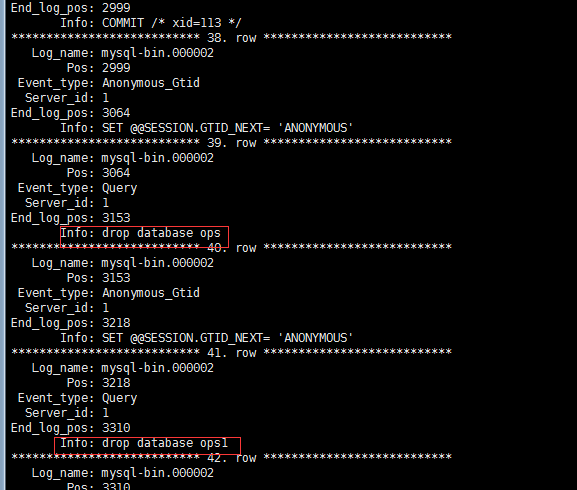 End_log_pos: 2999
Info: COMMIT /* xid=113 */
*************************** 38. row ***************************
Log_name: mysql-bin.000002
Pos: 2999
Event_type: Anonymous_Gtid
Server_id: 1
End_log_pos: 3064
Info: SET @@SESSION.GTID_NEXT= 'ANONYMOUS'
*************************** 39. row ***************************
Log_name: mysql-bin.000002
Pos: 3064
Event_type: Query
Server_id: 1
End_log_pos: 3153
Info: drop database ops
*************************** 40. row ***************************
Log_name: mysql-bin.000002
Pos: 3153
Event_type: Anonymous_Gtid
Server_id: 1
End_log_pos: 3218
Info: SET @@SESSION.GTID_NEXT= 'ANONYMOUS'
*************************** 41. row ***************************
Log_name: mysql-bin.000002
Pos: 3218
Event_type: Query
Server_id: 1
End_log_pos: 3310
Info: drop database ops1
*************************** 42. row ***************************
Log_name: mysql-bin.000002
Pos: 3310